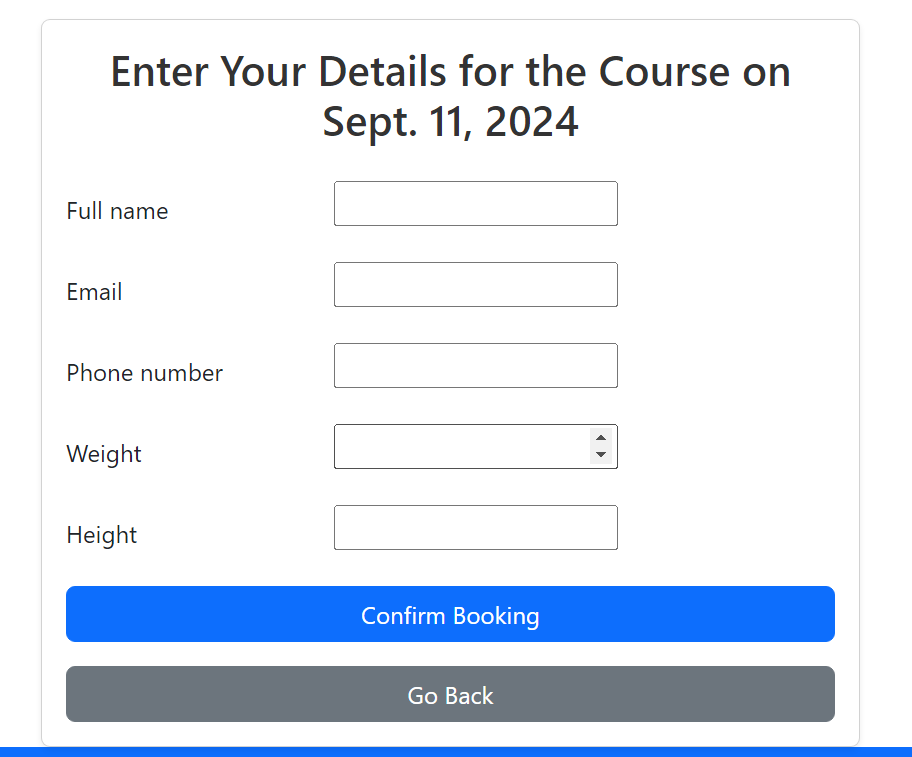 Enter Your Details for the Course on
Sept. 11, 2024
Full name
Email
Phone number
Weight
Height
Confirm Booking
Go Back